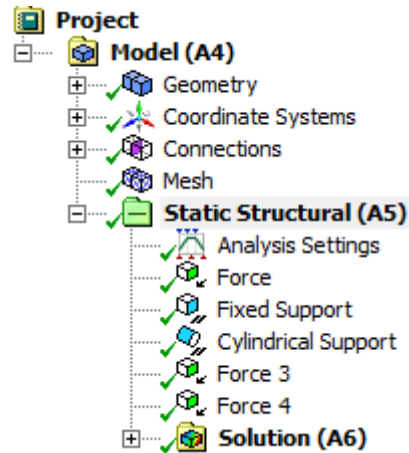 Project
Model (A4)
Geometry
Coordinate Systems
Connections
Mesh
Static Structural (A5)
Analysis Settings
Force
Fixed Support
Cylindrical Support
Force 3
Force 4
Solution (A6)